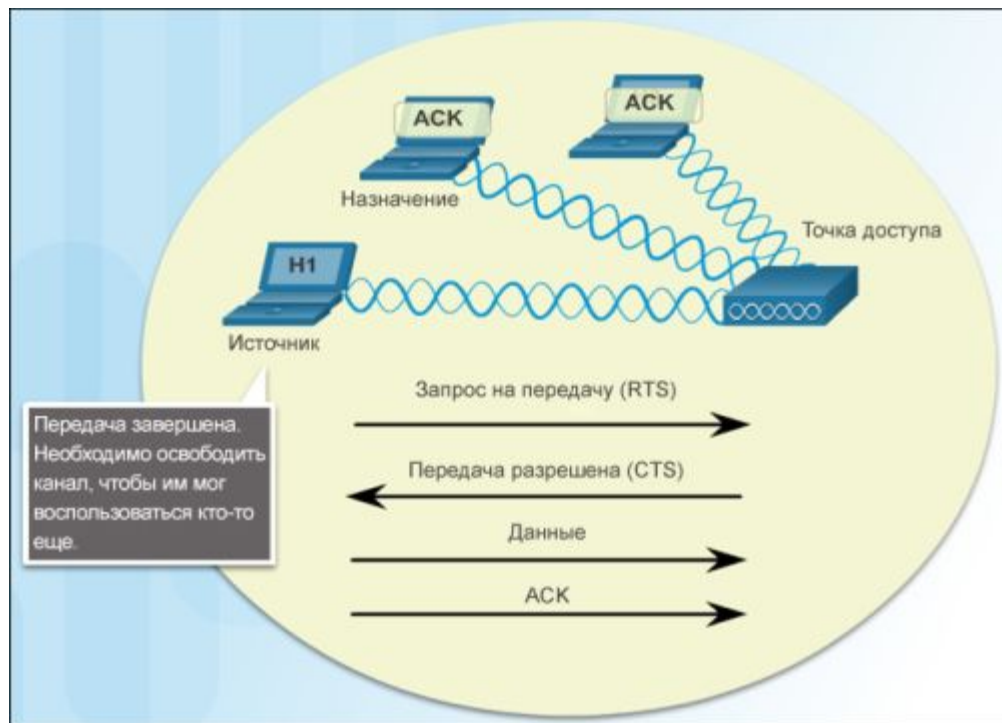 ACK
ACK
Назначение
Точка доступа
H1
Источник
Запрос на передачу (RTS)
Передача завершена.
Необходимо освободить
канал, чтобы им мог
воспользоваться кто-то
еще.
Передача разрешена (CTS)
Данные
ACK